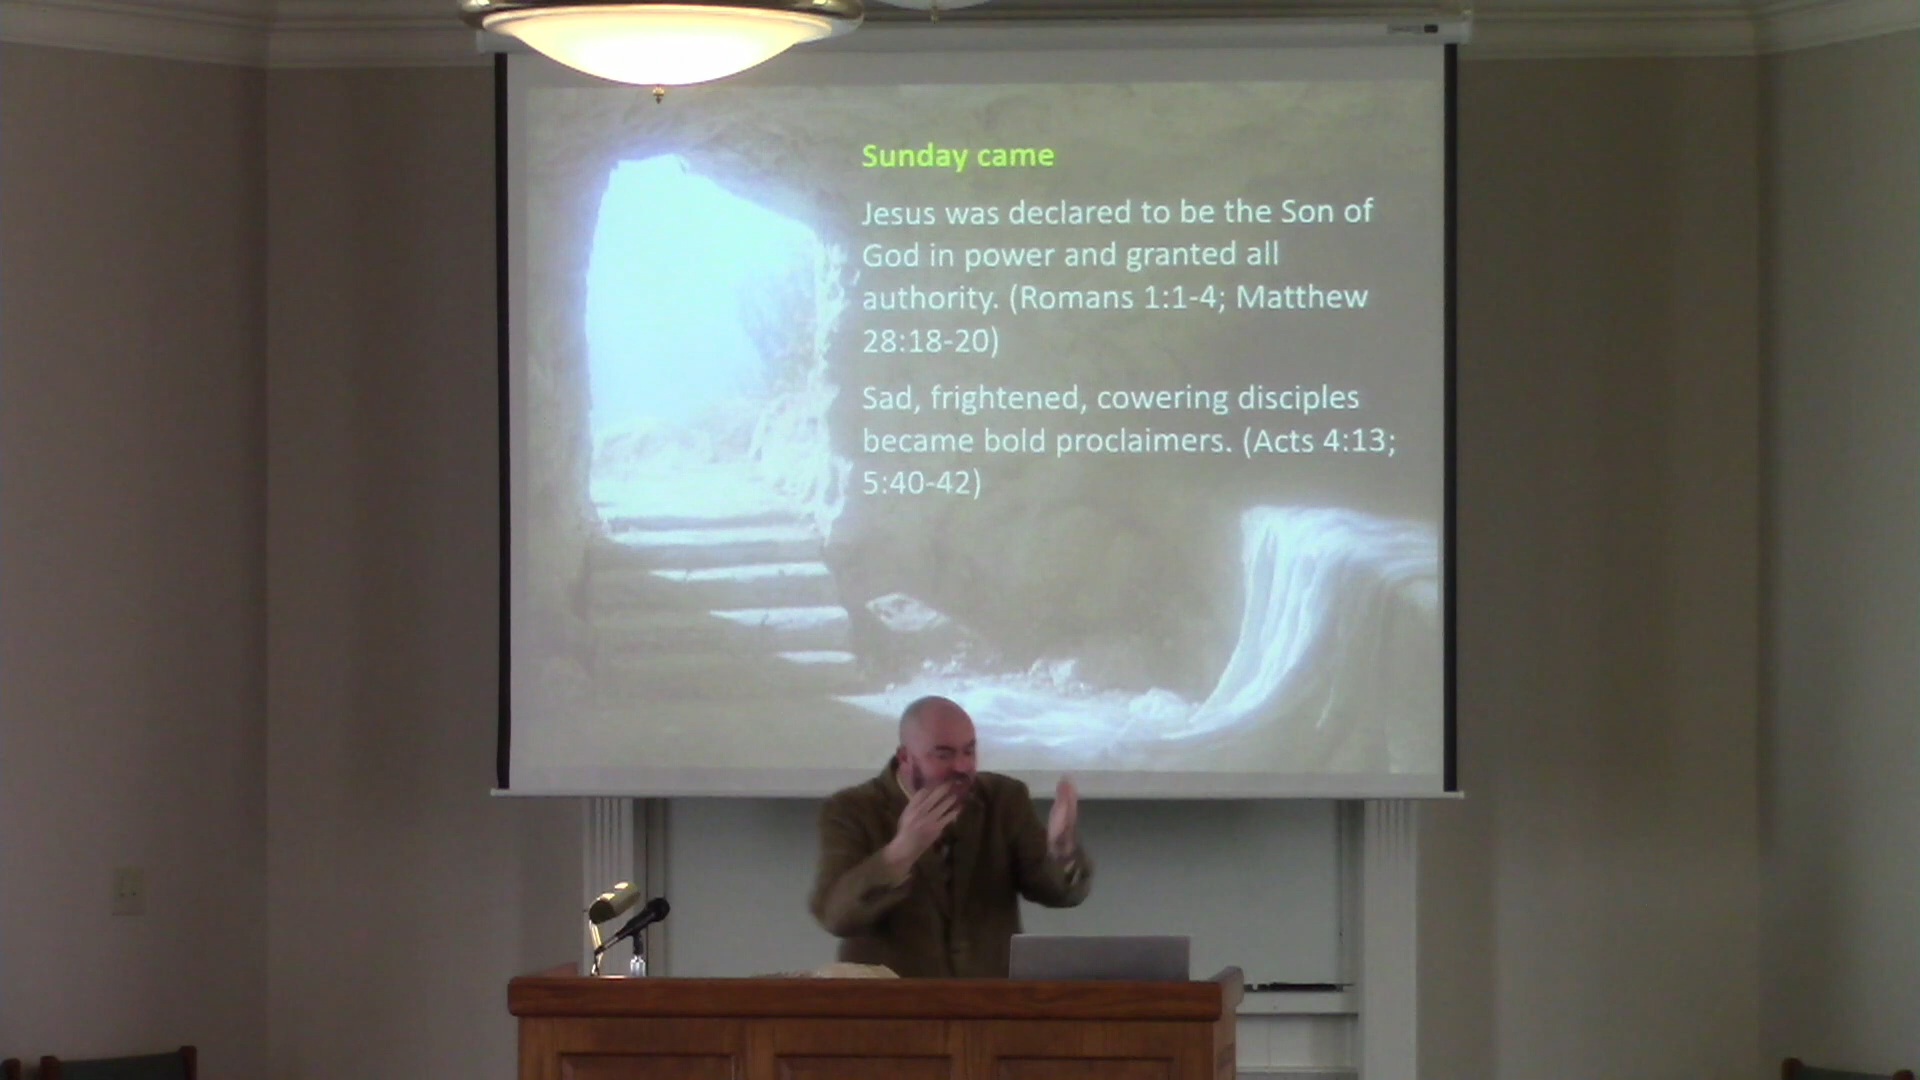 Sunday came
Jesus was declared to be the Son of
God in power and granted all
authority. (Romans 1:1-4; Matthew
28:18-20)
Sad, frightened, cowering disciples
became bold proclaimers. (Acts 4:13;
5:40-42)